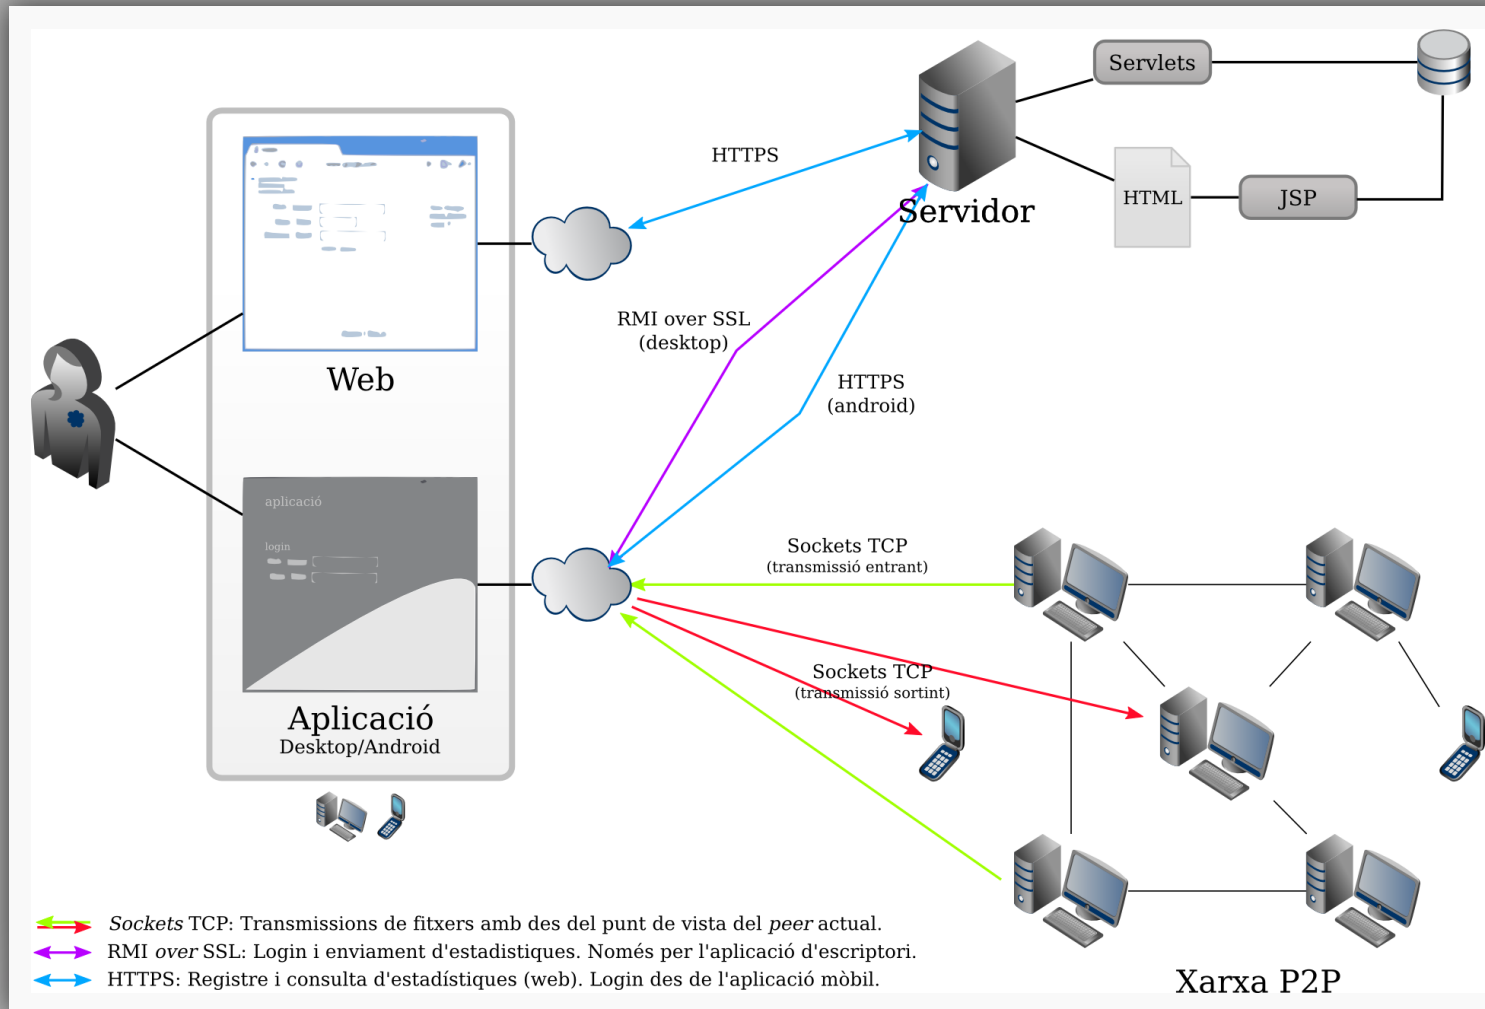 Servlets
HTTPS
HTML
JSP
Servidor
RMI over SSL
(desktop)
Web
HTTPS
(android)
aplicació
login
Sockets TCP
(transmissió entrant)
Sockets TCP
(transmissió sortint)
Aplicació
Desktop/Android
Sockets TCP: Transmissions de fitxers amb des del punt de vista del peer actual.
RMI over SSL: Login i enviament d'estadistiques. Només per l'aplicació d'escriptori.
HTTPS: Registre i consulta d'estadístiques (web). Login des de l'aplicació mòbil.
Xarxa P2P